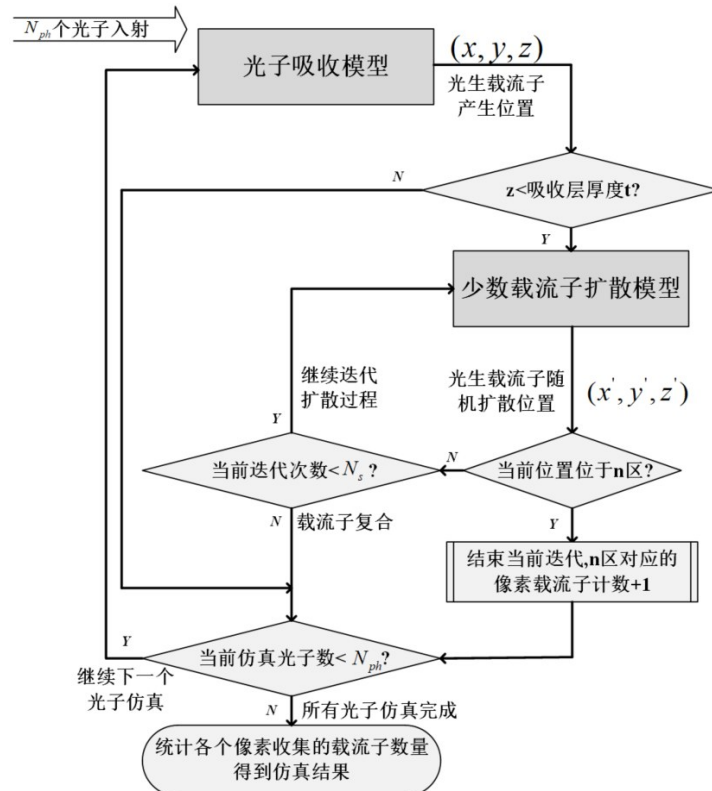 N_ph个光子入射
光子吸收模型
(x, y, z)
光生载流子
产生位置
N
z<吸收层厚度t?
Y
少数载流子扩散模型
继续迭代
扩散过程
光生载流子随
机扩散位置
(x', y', z')
Y
当前迭代次数< N_s ?
N
当前位置位于n区?
N
载流子复合
Y
结束当前迭代,n区对应的
像素载流子计数+1
Y
当前仿真光子数< N_ph?
继续下一个
光子仿真
N
所有光子仿真完成
统计各个像素收集的载流子数量
得到仿真结果